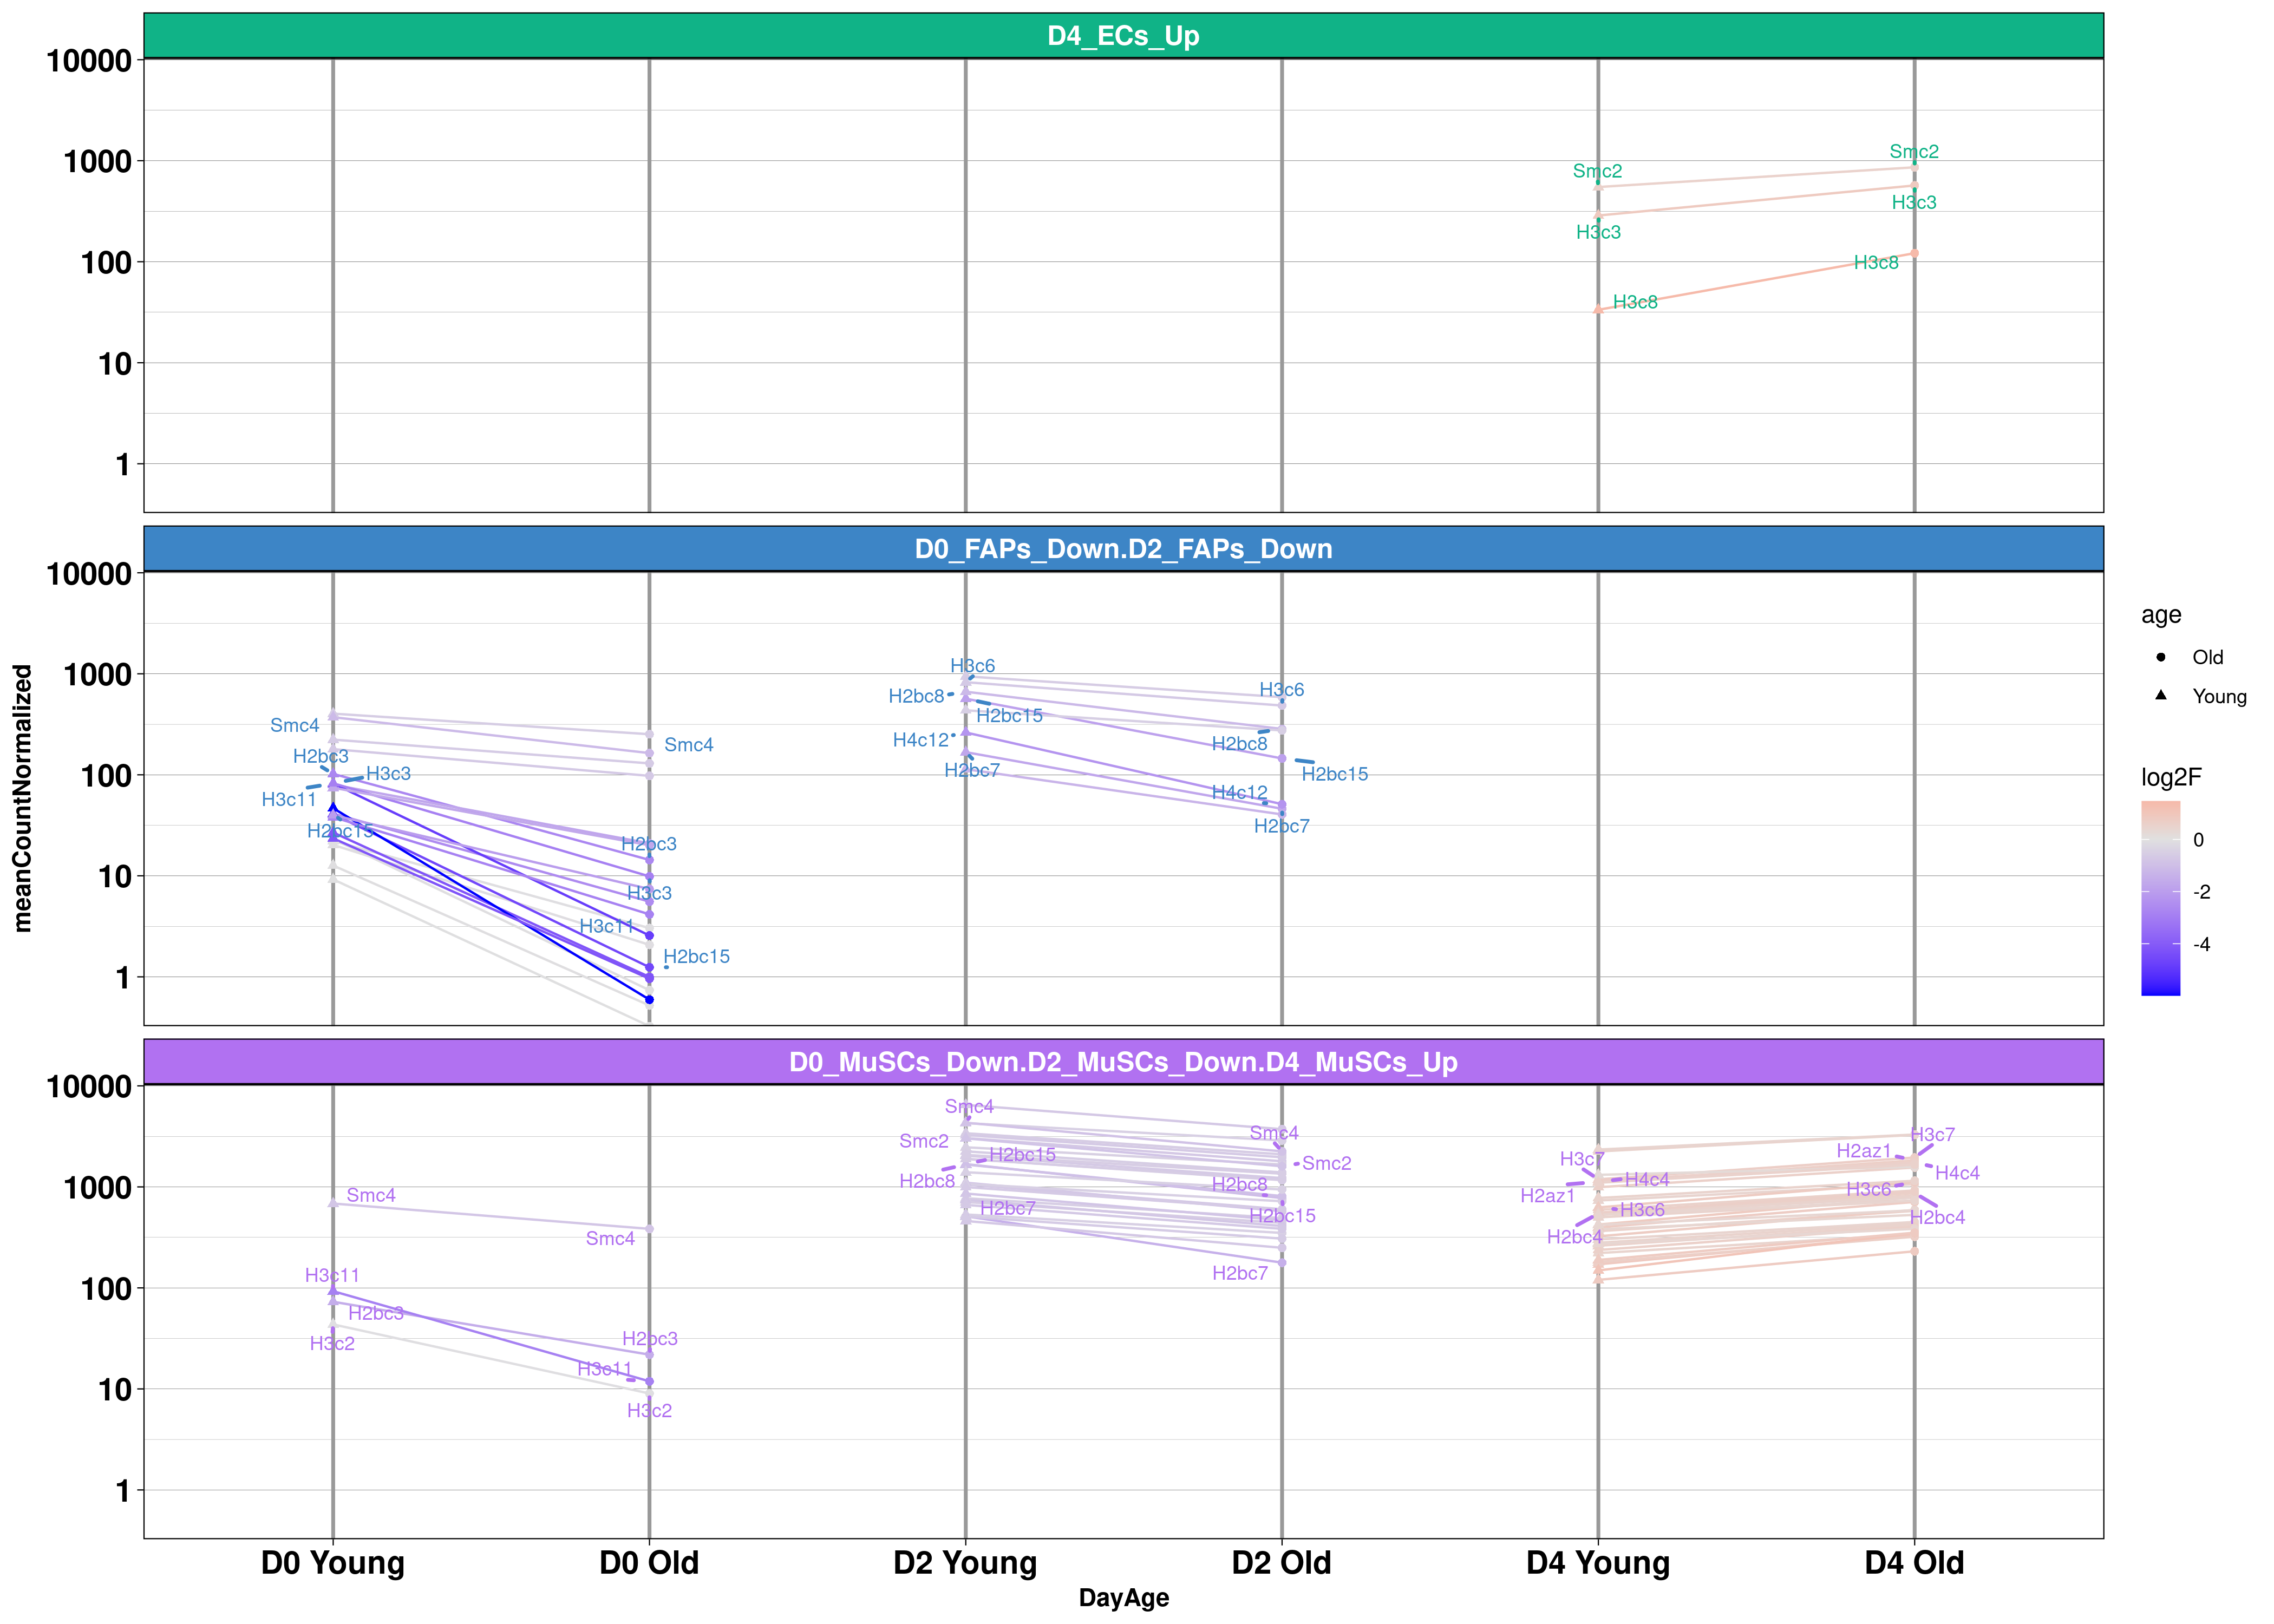 D4_ECs_Up
10000
1000
100
10
1
Smc2
Smc2
H3c3
H3c3
H3c8
H3c8
D0_FAPs_Down.D2_FAPs_Down
10000
1000
100
10
1
Smc4
H2bc3
H3c3
H3c11
H2bc15
Smc4
H2bc3
H3c3
H3c11
H2bc15
H3c6
H2bc8
H2bc15
H4c12
H2bc7
H3c6
H2bc8
H2bc15
H4c12
H2bc7
D0_MuSCs_Down.D2_MuSCs_Down.D4_MuSCs_Up
10000
1000
100
10
1
Smc4
H3c11
H2bc3
H3c2
Smc4
H2bc3
H3c11
H3c2
Smc4
Smc2
H2bc15
H2bc8
H2bc7
Smc4
Smc2
H2bc8
H2bc15
H2bc7
H3c7
H4c4
H2az1
H3c6
H2bc4
H3c7
H2az1
H4c4
H3c6
H2bc4
D0 Young
D0 Old
D2 Young
D2 Old
D4 Young
D4 Old
DayAge
meanCountNormalized
age
Old
Young
log2F
0
-2
-4